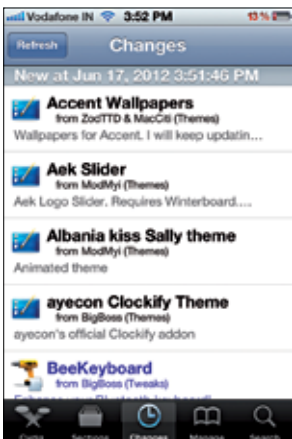 Vodafone IN 3:52 PM 13%
Refresh Changes
New at Jun 17, 2012 3:51:46 PM
Accent Wallpapers
from ZodTTD & MacCiti (Themes)
Wallpapers for Accent. I will keep updatin...
Aek Slider
from ModMyi (Themes)
Aek Logo Slider. Requires Winterboard....
Albania kiss Sally theme
from ModMyi (Themes)
Animated theme
ayecon Clockify Theme
from BigBoss (Themes)
ayecon's official Clockify addon
BeeKeyboard
from BigBoss (Tweaks)
Cydia Sections Changes Manage Search